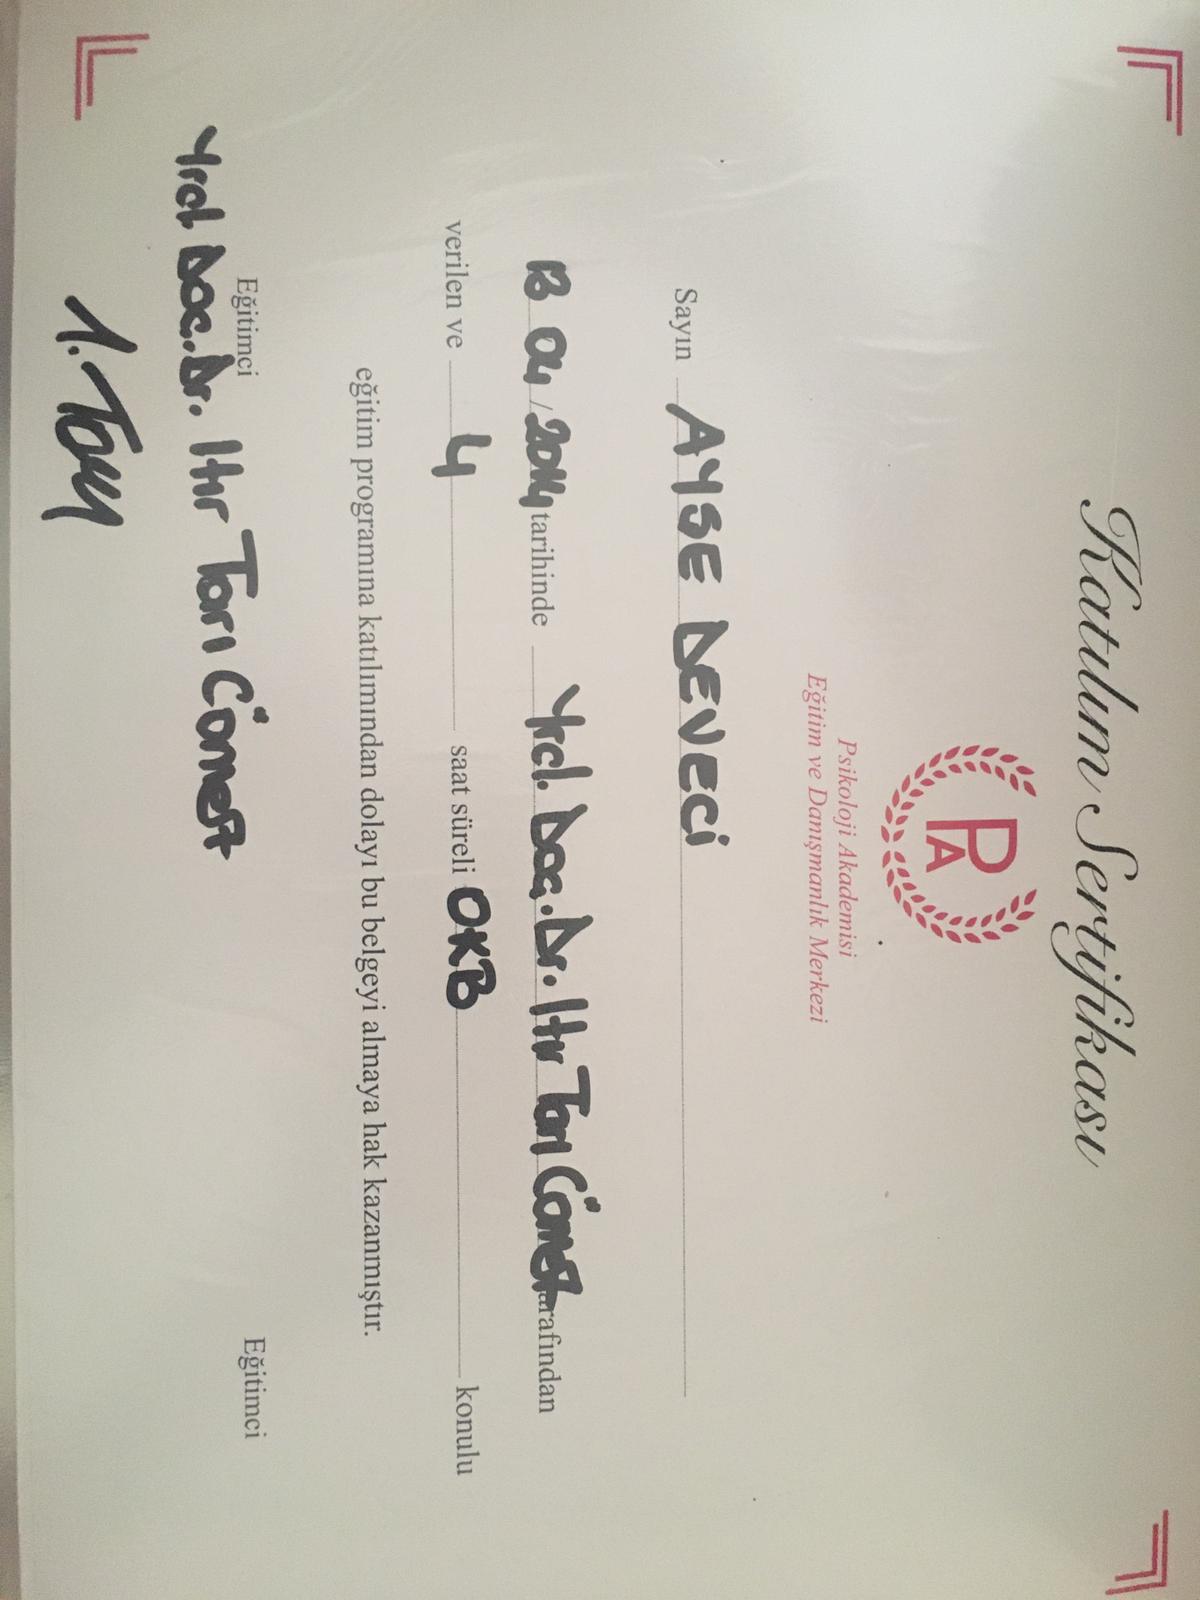 Katılım Sertifikası
PA
Psikoloji Akademisi
Eğitim ve Danışmanlık Merkezi
Sayın AYSE DEVECİ
13 04 / 2014 tarihinde Yrd. Doç. Dr. Itır Tarı Cömert tarafından
verilen ve 4 saat süreli OKB konulu
eğitim programına katılımından dolayı bu belgeyi almaya hak kazanmıştır.
Eğitimci Eğitimci
Yrd. Doç. Dr. Itır Tarı Cömert